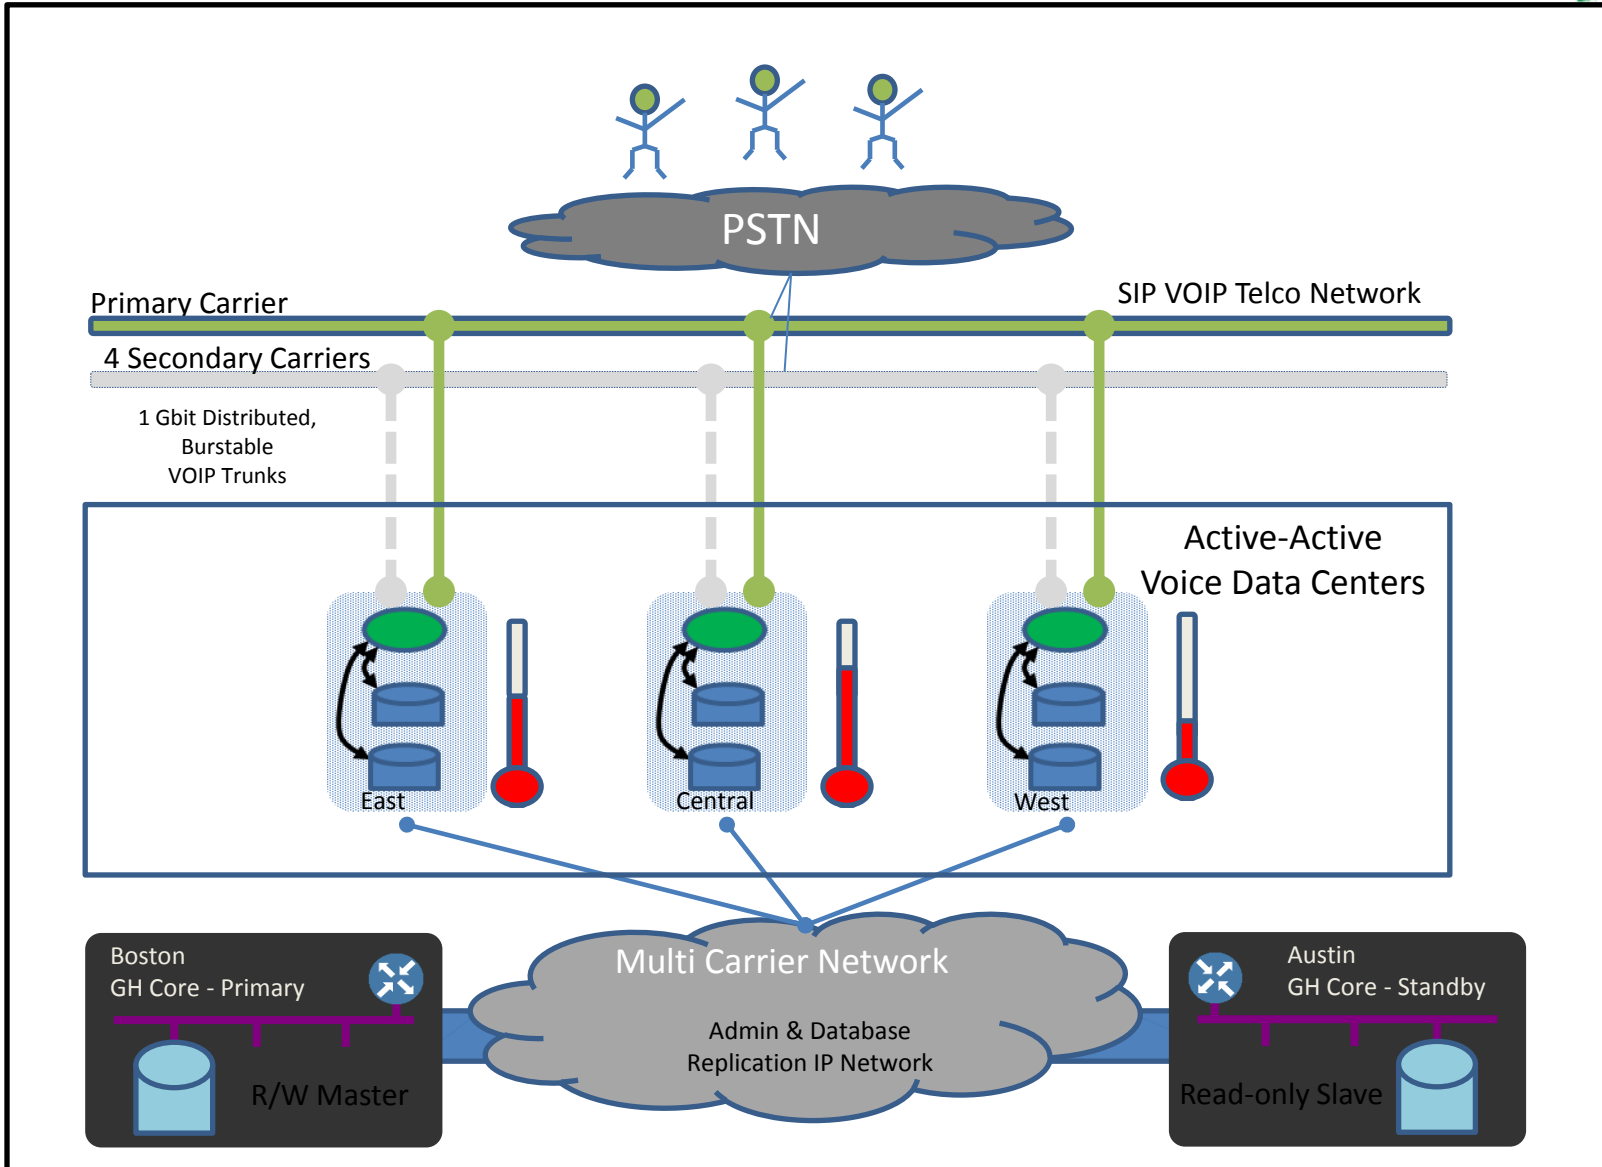 PSTN
Primary Carrier
SIP VOIP Telco Network
4 Secondary Carriers
1 Gbit Distributed,
Burstable
VOIP Trunks
Active-Active
Voice Data Centers
East
Central
West
Multi Carrier Network
Admin & Database
Replication IP Network
Boston
GH Core - Primary
R/W Master
Austin
GH Core - Standby
Read-only Slave